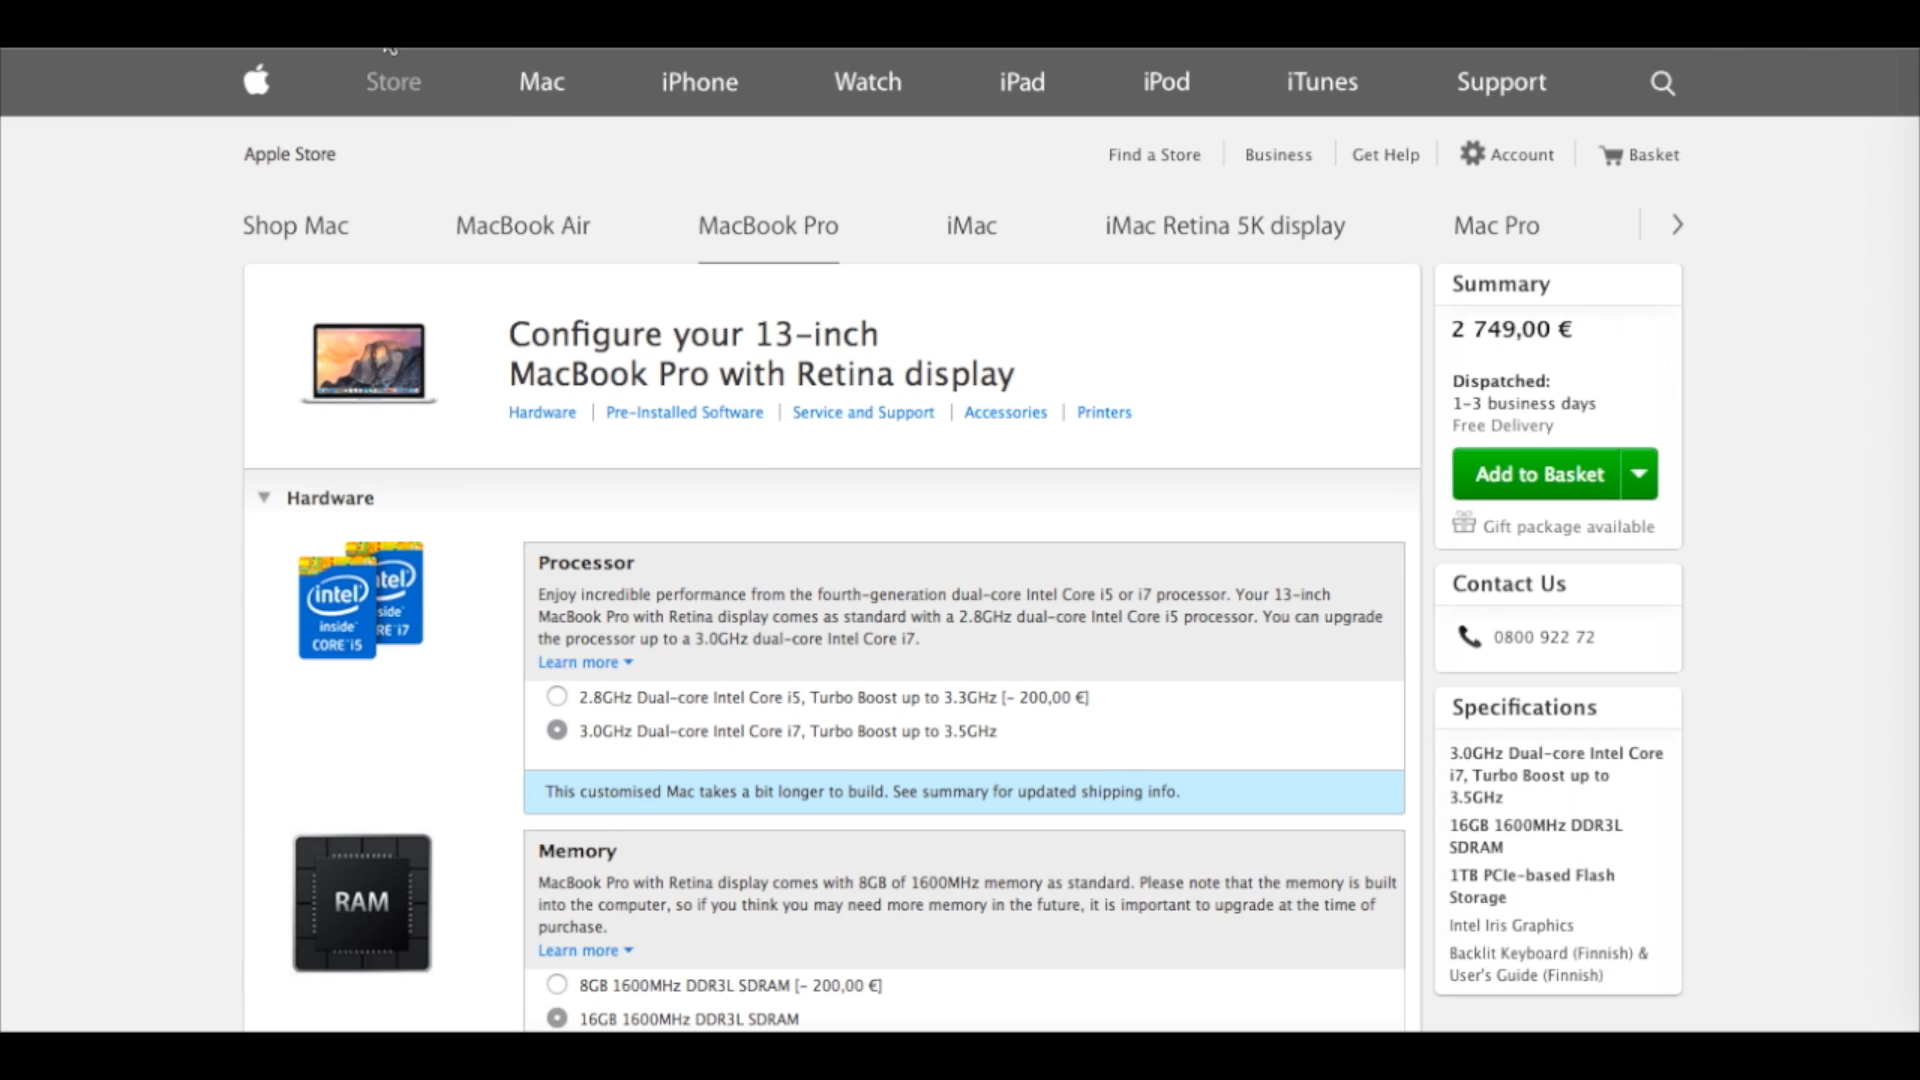 Store Mac iPhone Watch iPad iPod iTunes Support
Apple Store
Find a Store Business Get Help Account Basket
Shop Mac MacBook Air MacBook Pro iMac iMac Retina 5K display Mac Pro
Configure your 13-inch
MacBook Pro with Retina display
Hardware Pre-Installed Software Service and Support Accessories Printers
Hardware
intel
inside
CORE i5
ntel
side
RE i7
Processor
Enjoy incredible performance from the fourth-generation dual-core Intel Core i5 or i7 processor. Your 13-inch
MacBook Pro with Retina display comes as standard with a 2.8GHz dual-core Intel Core i5 processor. You can upgrade
the processor up to a 3.0GHz dual-core Intel Core i7.
Learn more
2.8GHz Dual-core Intel Core i5, Turbo Boost up to 3.3GHz [- 200,00 €]
3.0GHz Dual-core Intel Core i7, Turbo Boost up to 3.5GHz
This customised Mac takes a bit longer to build. See summary for updated shipping info.
RAM
Memory
MacBook Pro with Retina display comes with 8GB of 1600MHz memory as standard. Please note that the memory is built
into the computer, so if you think you may need more memory in the future, it is important to upgrade at the time of
purchase.
Learn more
8GB 1600MHz DDR3L SDRAM [- 200,00 €]
16GB 1600MHz DDR3L SDRAM
Summary
2 749,00 €
Dispatched:
1-3 business days
Free Delivery
Add to Basket
Gift package available
Contact Us
0800 922 72
Specifications
3.0GHz Dual-core Intel Core
i7, Turbo Boost up to
3.5GHz
16GB 1600MHz DDR3L
SDRAM
1TB PCIe-based Flash
Storage
Intel Iris Graphics
Backlit Keyboard (Finnish) &
User's Guide (Finnish)